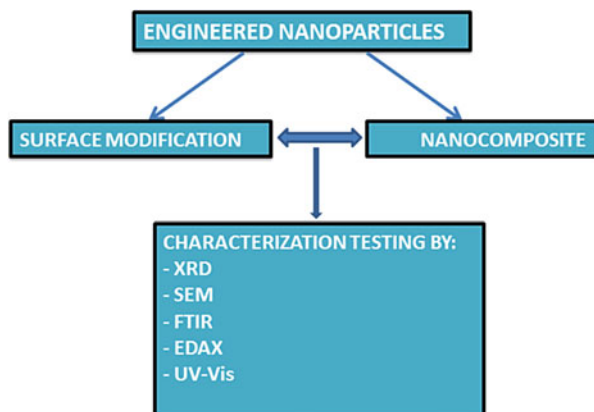 ENGINEERED NANOPARTICLES
SURFACE MODIFICATION
NANOCOMPOSITE
CHARACTERIZATION TESTING BY:
- XRD
- SEM
- FTIR
- EDAX
- UV-Vis